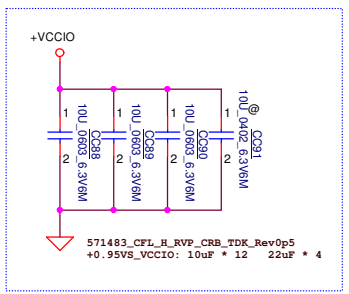 +VCCIO
1
1
1
1
@
10U_0603_6.3V6M
CC88
10U_0603_6.3V6M
CC89
10U_0603_6.3V6M
CC90
10U_0402_6.3V6M
CC91
2
2
2
2
571483_CFL_H_RVP_CRB_TDK_Rev0p5
+0.95VS_VCCIO: 10uF * 12 22uF * 4